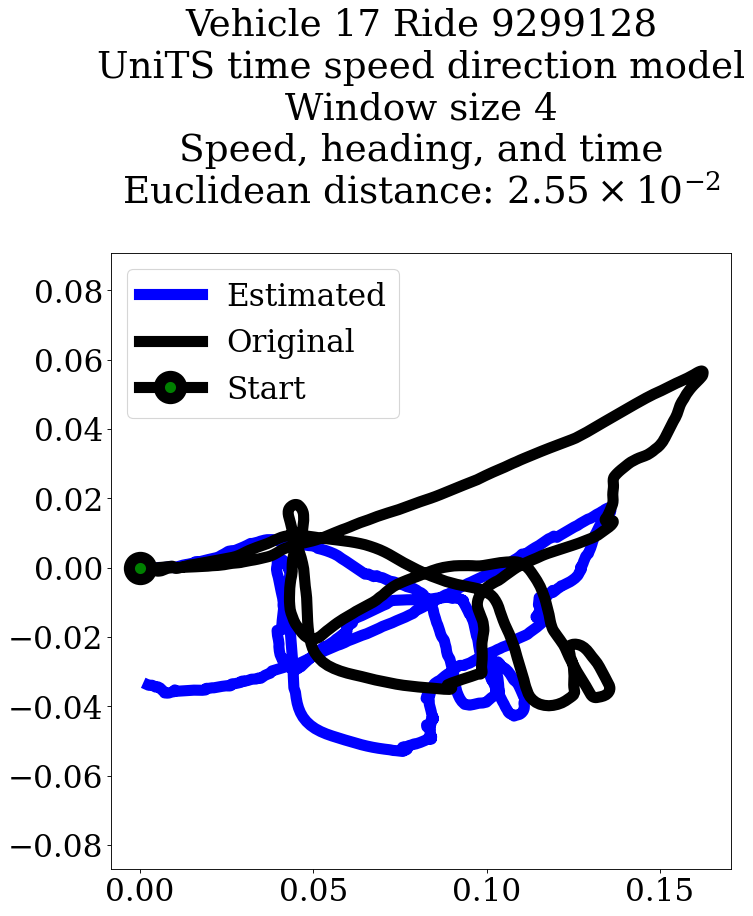 Vehicle 17 Ride 9299128
UniTS time speed direction model
Window size 4
Speed, heading, and time
Euclidean distance: 2.55 × 10⁻²
Estimated
Original
Start
0.08
0.06
0.04
0.02
0.00
−0.02
−0.04
−0.06
−0.08
0.00 0.05 0.10 0.15